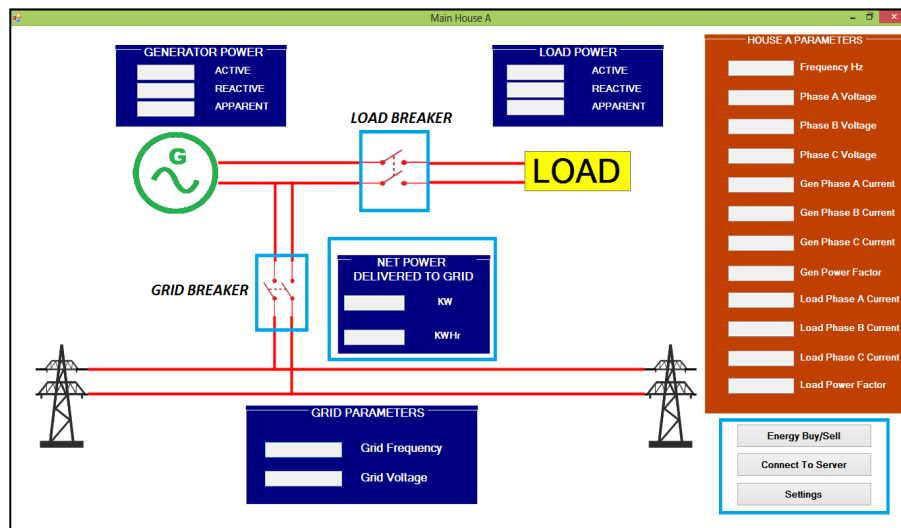 Main House A
GENERATOR POWER
ACTIVE
REACTIVE
APPARENT
LOAD BREAKER
LOAD POWER
ACTIVE
REACTIVE
APPARENT
G
LOAD
GRID BREAKER
NET POWER
DELIVERED TO GRID
KW
KWHr
GRID PARAMETERS
Grid Frequency
Grid Voltage
HOUSE A PARAMETERS
Frequency Hz
Phase A Voltage
Phase B Voltage
Phase C Voltage
Gen Phase A Current
Gen Phase B Current
Gen Phase C Current
Gen Power Factor
Load Phase A Current
Load Phase B Current
Load Phase C Current
Load Power Factor
Energy Buy/Sell
Connect To Server
Settings